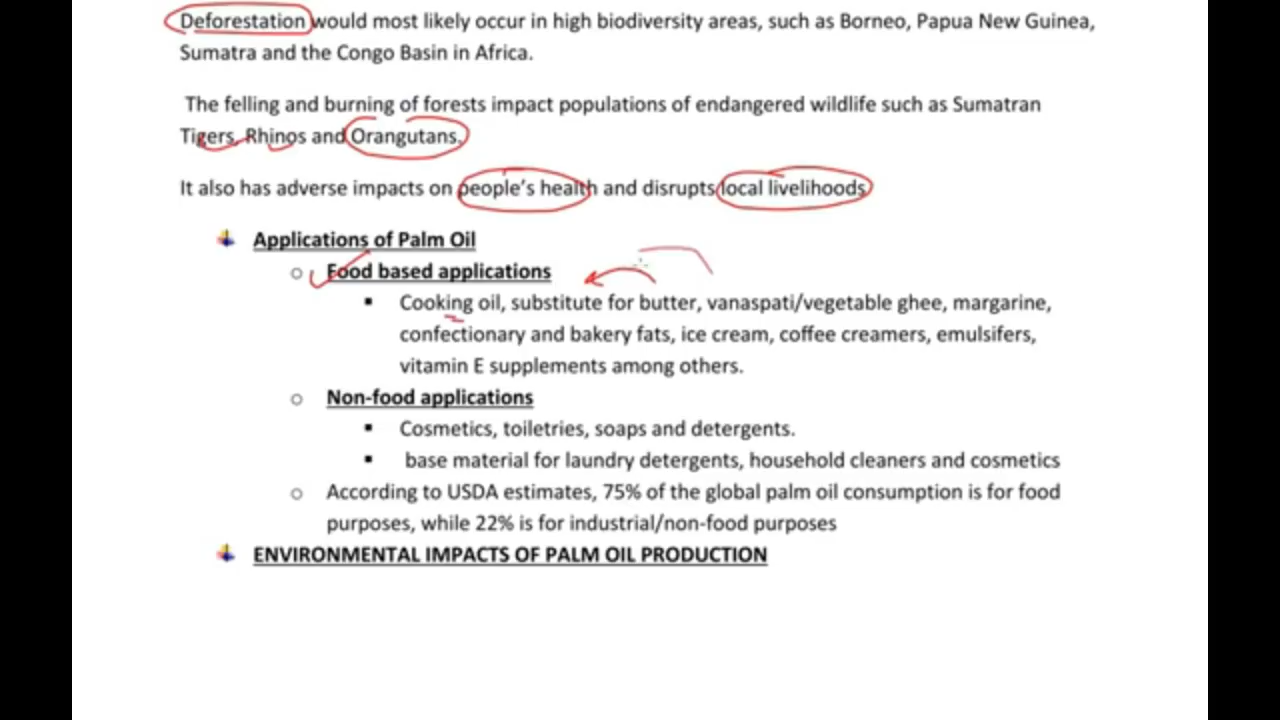 Deforestation would most likely occur in high biodiversity areas, such as Borneo, Papua New Guinea,
Sumatra and the Congo Basin in Africa.
The felling and burning of forests impact populations of endangered wildlife such as Sumatran
Tigers, Rhinos and Orangutans.
It also has adverse impacts on people's health and disrupts local livelihoods
Applications of Palm Oil
○ Food based applications
▪ Cooking oil, substitute for butter, vanaspati/vegetable ghee, margarine,
confectionary and bakery fats, ice cream, coffee creamers, emulsifers,
vitamin E supplements among others.
○ Non-food applications
▪ Cosmetics, toiletries, soaps and detergents.
▪ base material for laundry detergents, household cleaners and cosmetics
○ According to USDA estimates, 75% of the global palm oil consumption is for food
purposes, while 22% is for industrial/non-food purposes
ENVIRONMENTAL IMPACTS OF PALM OIL PRODUCTION